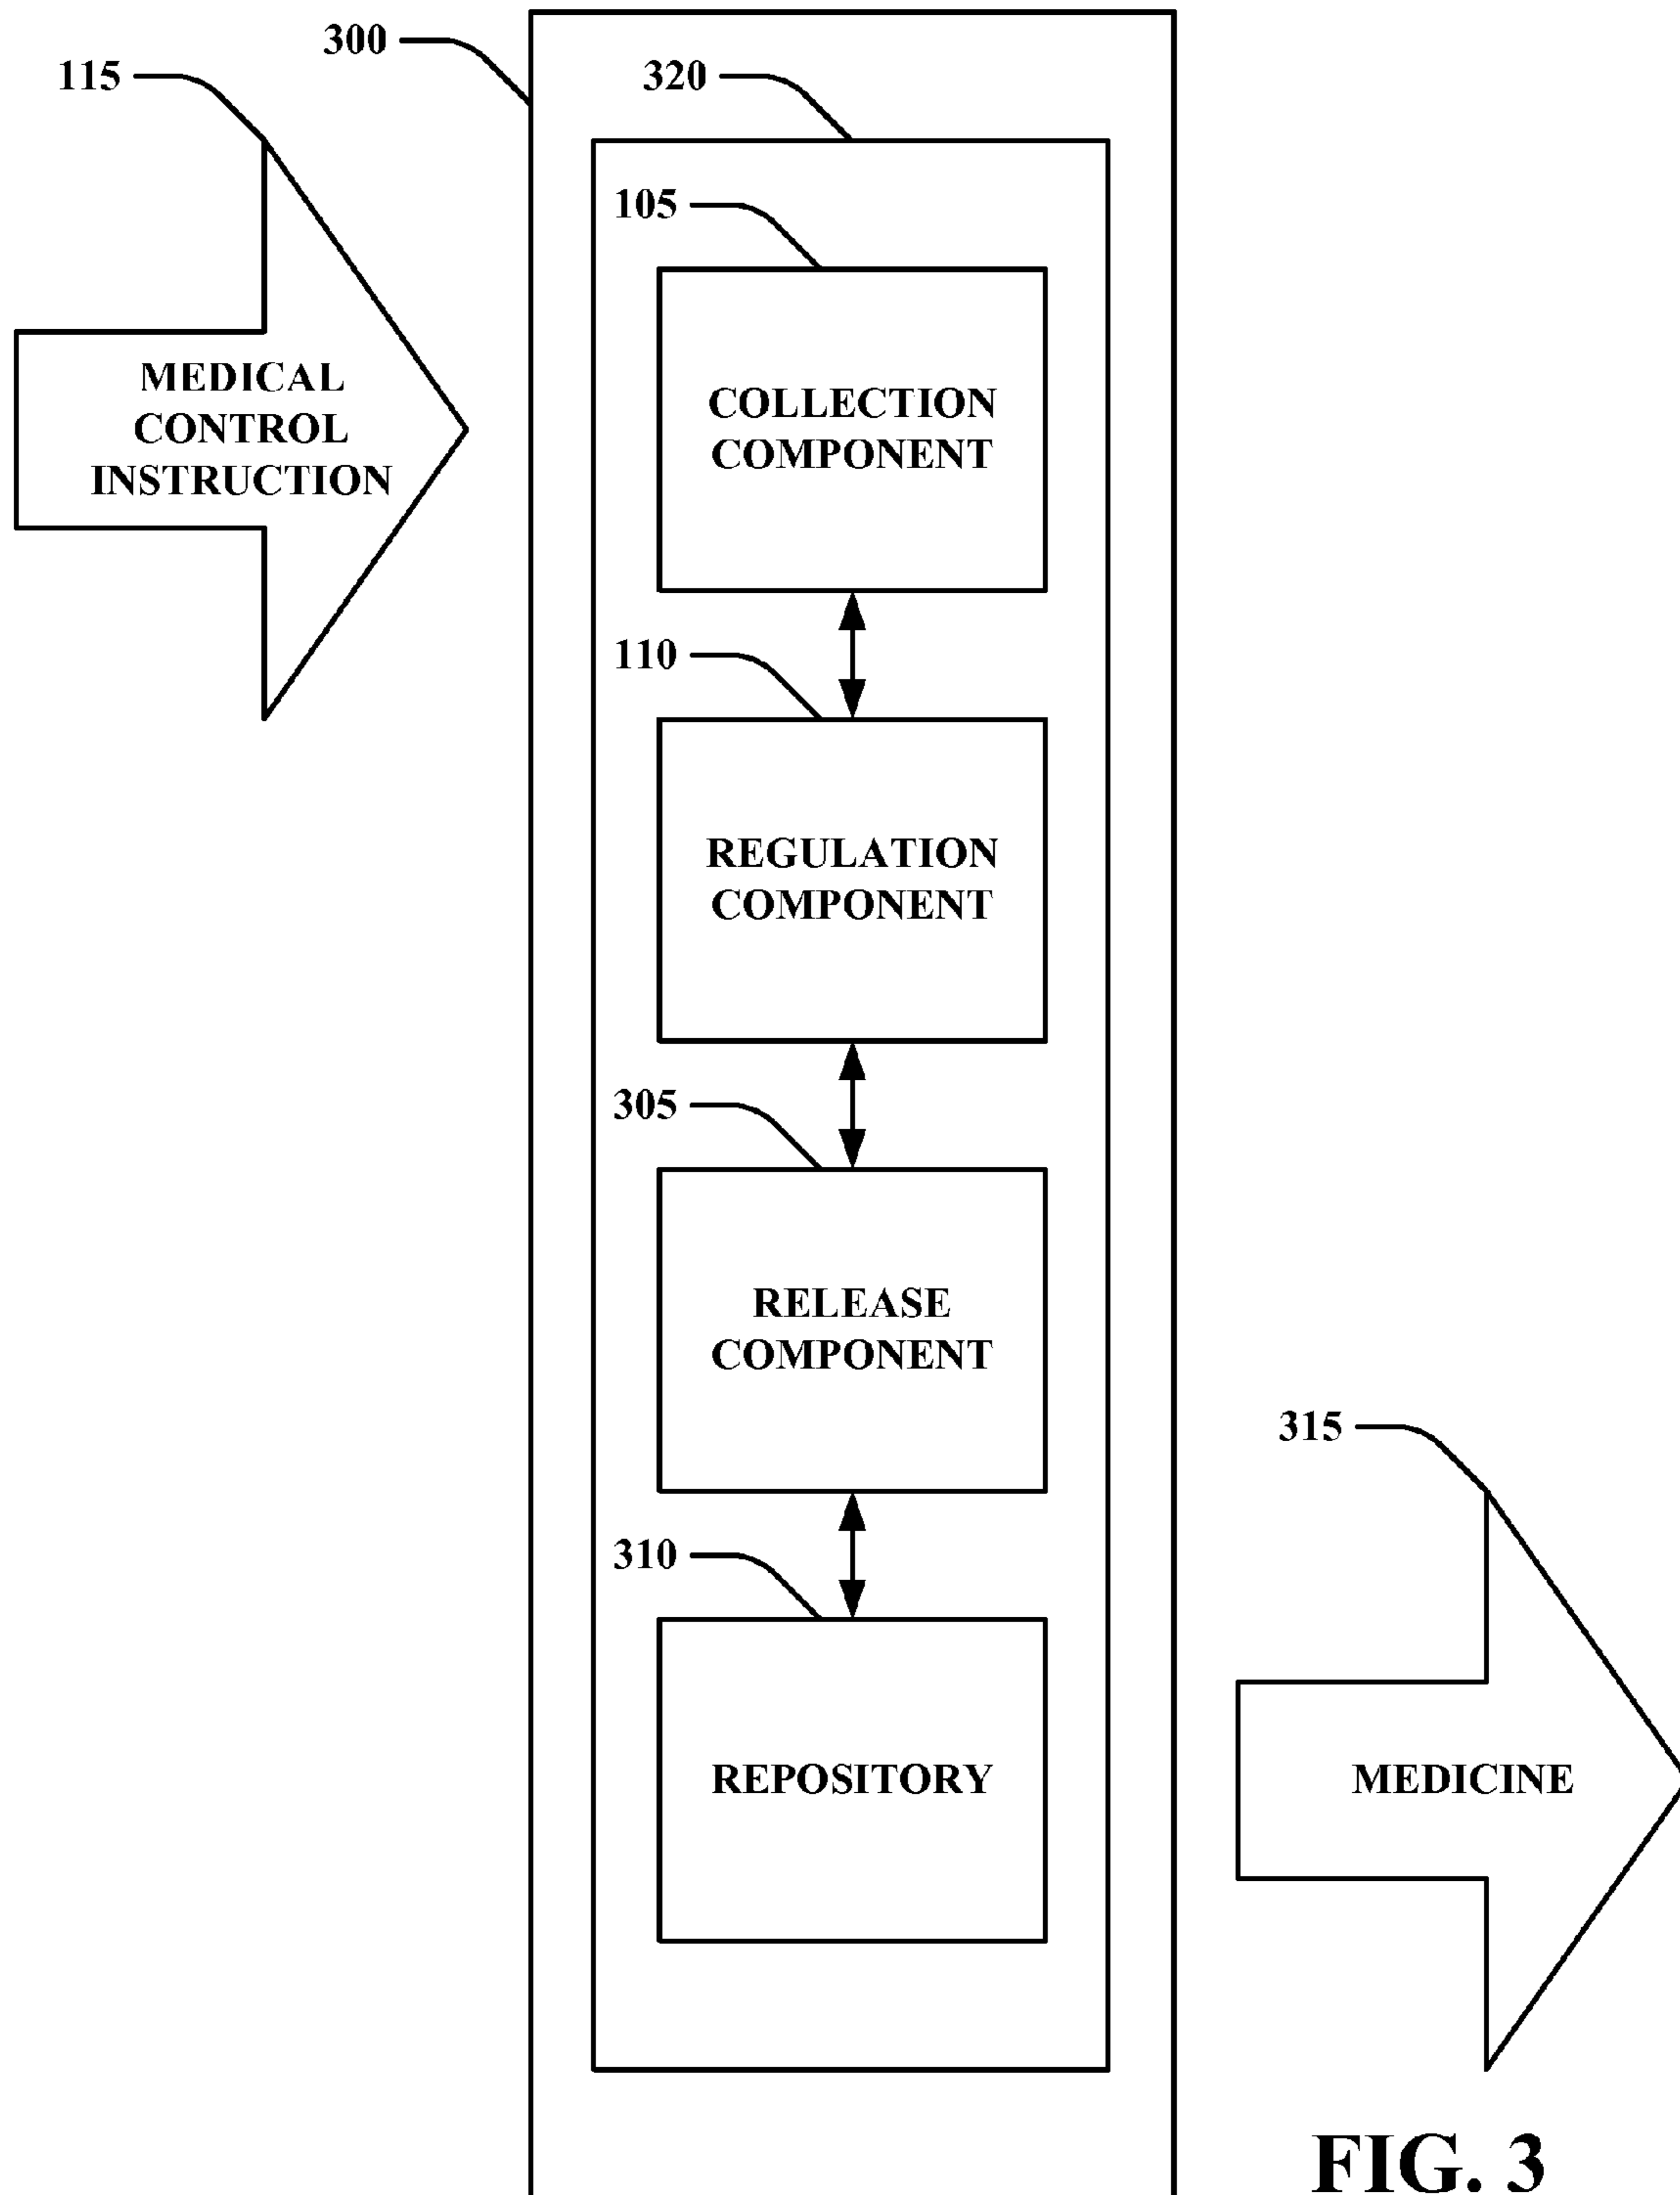 300
115
320
105
MEDICAL
CONTROL
INSTRUCTION
COLLECTION
COMPONENT
110
REGULATION
COMPONENT
305
RELEASE
COMPONENT
315
310
REPOSITORY
MEDICINE
FIG. 3